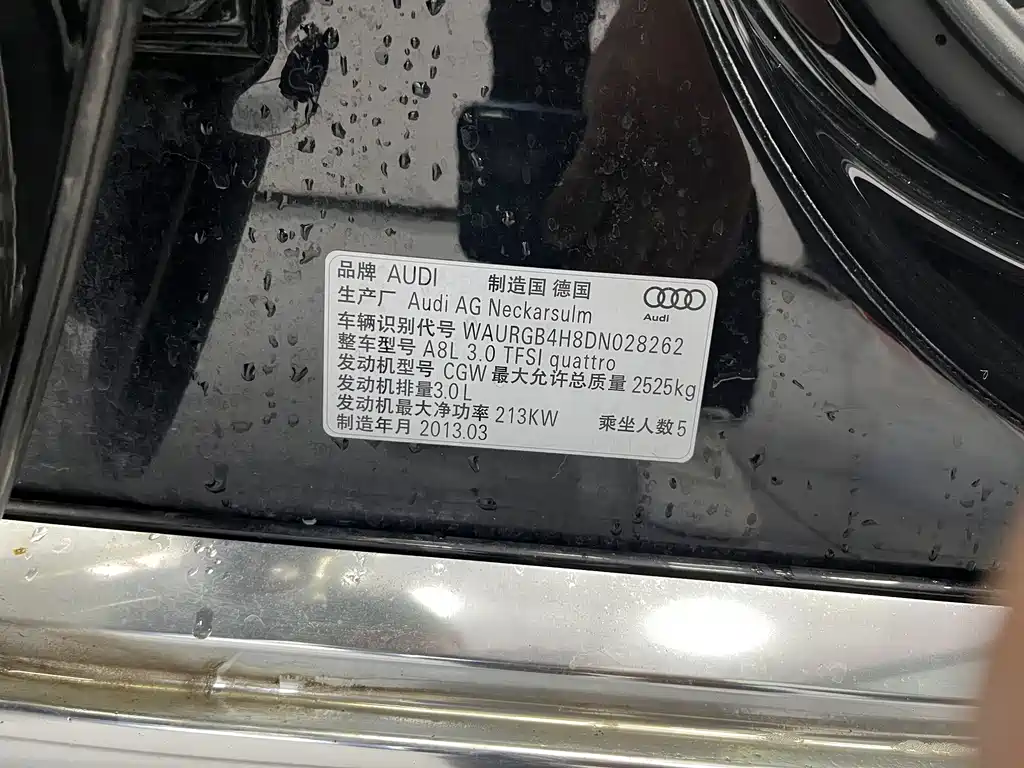 品牌 AUDI 制造国 德国
生产厂 Audi AG Neckarsulm
Audi
车辆识别代号 WAURGB4H8DN028262
整车型号 A8L 3.0 TFSI quattro
发动机型号 CGW 最大允许总质量 2525kg
发动机排量3.0L
发动机最大净功率 213KW 乘坐人数5
制造年月 2013.03